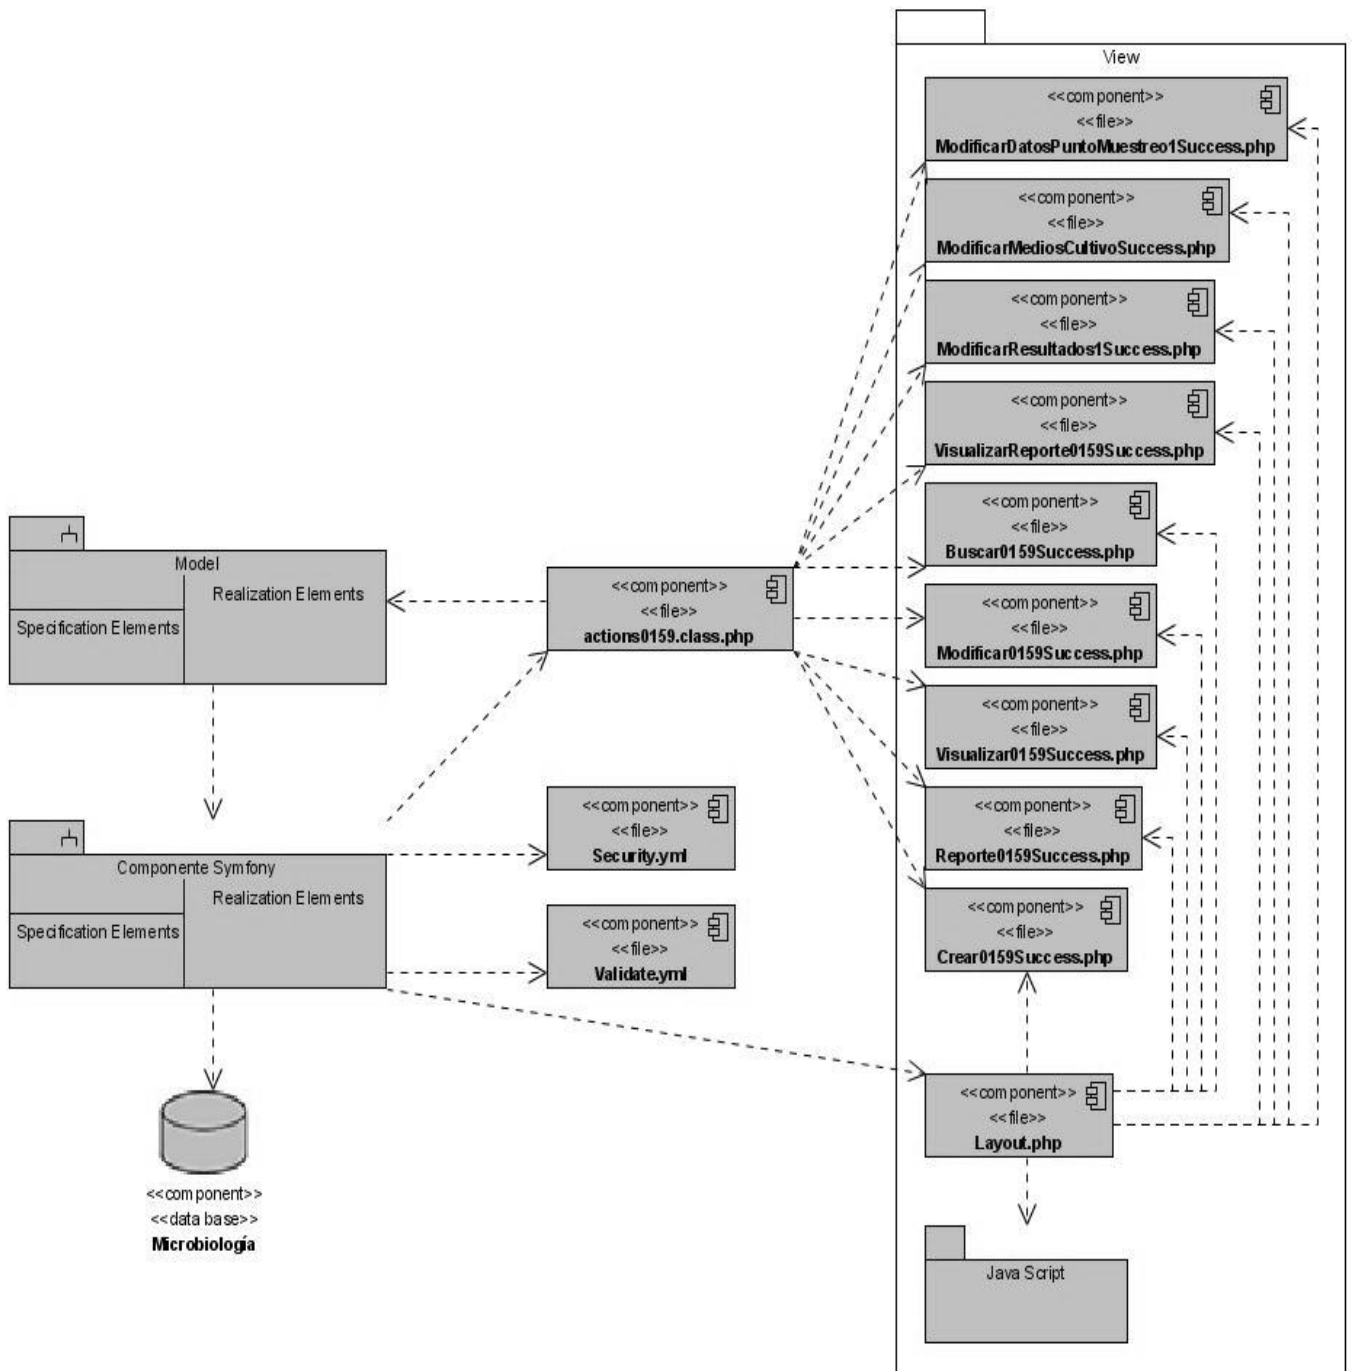 View
<<component>>
<<file>>
ModificarDatosPuntoMuestreo1Success.php
<<component>>
<<file>>
ModificarMediosCultivoSuccess.php
<<component>>
<<file>>
ModificarResultados1Success.php
<<component>>
<<file>>
VisualizarReporte0159Success.php
<<component>>
<<file>>
Buscar0159Success.php
<<component>>
<<file>>
Modificar0159Success.php
<<component>>
<<file>>
Visualizar0159Success.php
<<component>>
<<file>>
Reporte0159Success.php
<<component>>
<<file>>
Crear0159Success.php
<<component>>
<<file>>
Layout.php
Java Script
Model
Realization Elements
Specification Elements
<<component>>
<<file>>
actions0159.class.php
Componente Symfony
Realization Elements
Specification Elements
<<component>>
<<file>>
Security.yml
<<component>>
<<file>>
Validate.yml
<<component>>
<<data base>>
Microbiología